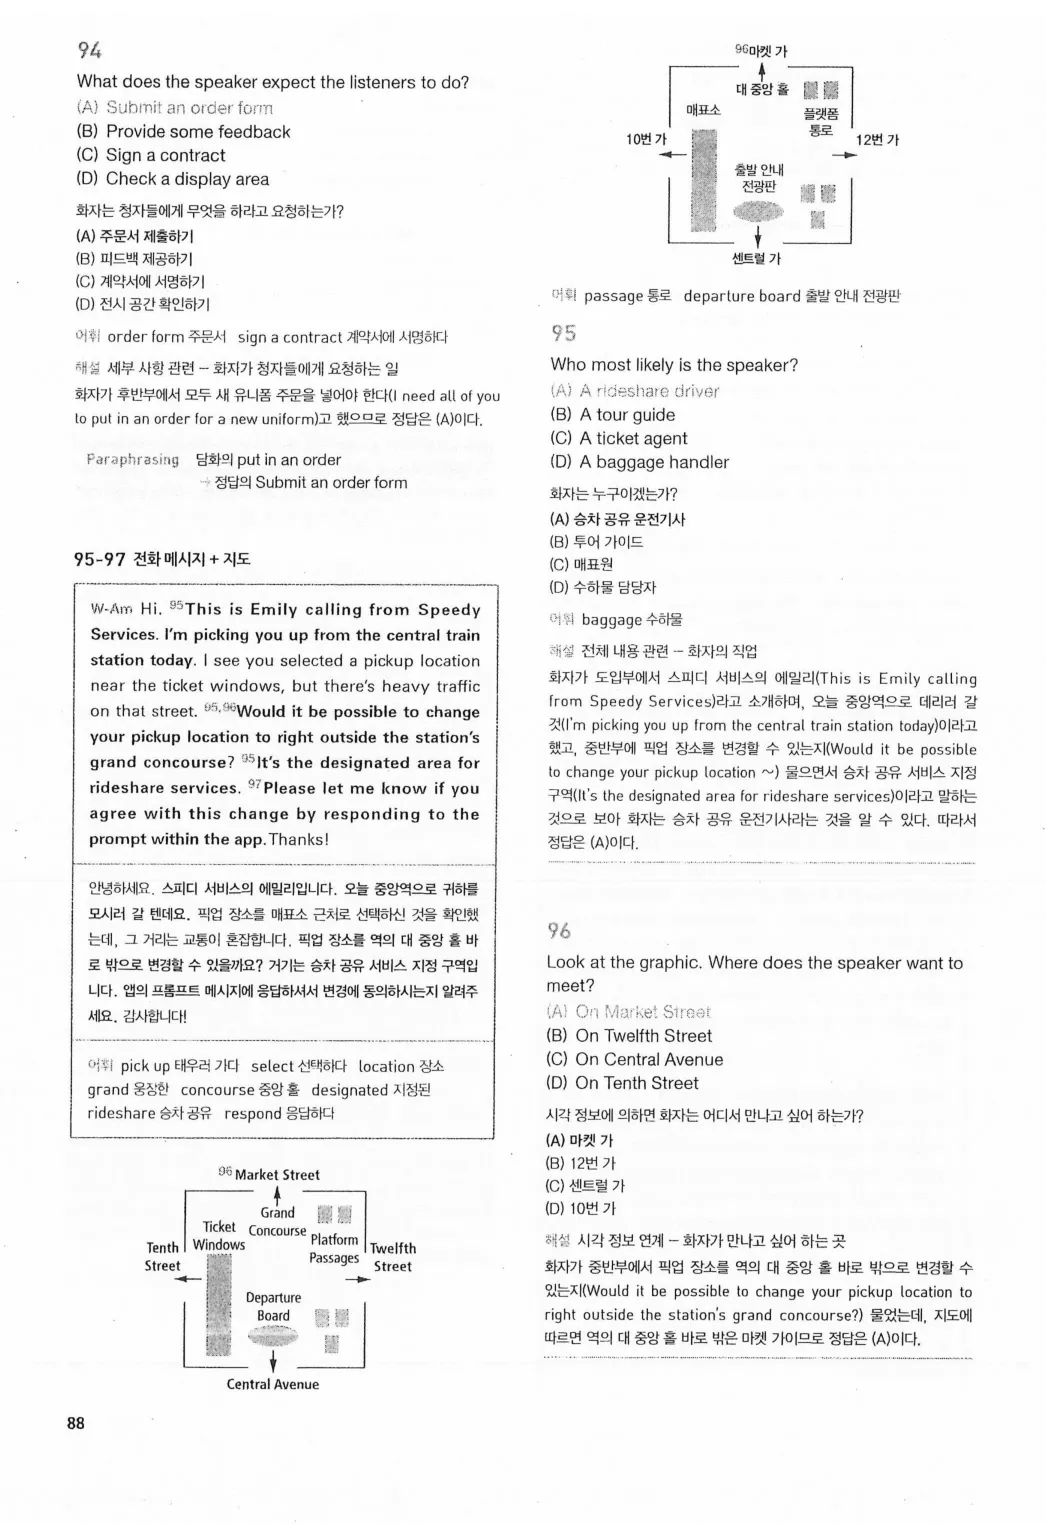 94
What does the speaker expect the listeners to do?
(A) Submit an order form
(B) Provide some feedback
(C) Sign a contract
(D) Check a display area
화자는 청자들에게 무엇을 하라고 요청하는가?
(A) 주문서 제출하기
(B) 피드백 제공하기
(C) 계약서에 서명하기
(D) 전시 공간 확인하기
어휘 order form 주문서 sign a contract 계약서에 서명하다
해설 세부 사항 관련 – 화자가 청자들에게 요청하는 일
화자가 후반부에서 모두 새 유니폼 주문을 넣어야 한다(I need all of you
to put in an order for a new uniform)고 했으므로 정답은 (A)이다.
Paraphrasing 담화의 put in an order
→ 정답의 Submit an order form
95-97 전화 메시지 + 지도
W-Am Hi. 95This is Emily calling from Speedy
Services. I'm picking you up from the central train
station today. I see you selected a pickup location
near the ticket windows, but there's heavy traffic
on that street. 95,96Would it be possible to change
your pickup location to right outside the station's
grand concourse? 95It's the designated area for
rideshare services. 97Please let me know if you
agree with this change by responding to the
prompt within the app. Thanks!
안녕하세요. 스피디 서비스의 에밀리입니다. 오늘 중앙역으로 귀하를
모시러 갈 텐데요. 픽업 장소를 매표소 근처로 선택하신 것을 확인했
는데, 그 거리는 교통이 혼잡합니다. 픽업 장소를 역의 대 중앙 홀 바
로 밖으로 변경할 수 있을까요? 거기는 승차 공유 서비스 지정 구역입
니다. 앱의 프롬프트 메시지에 응답하셔서 변경에 동의하시는지 알려주
세요. 감사합니다!
어휘 pick up 태우러 가다 select 선택하다 location 장소
grand 웅장한 concourse 중앙 홀 designated 지정된
rideshare 승차 공유 respond 응답하다
96 Market Street
Grand
Concourse
Ticket
Windows
Platform
Passages
Tenth
Street
Twelfth
Street
Departure
Board
Central Avenue
88
96마켓 가
대 중앙 홀
매표소
플랫폼
통로
10번 가
12번 가
출발 안내
전광판
센트럴 가
어휘 passage 통로 departure board 출발 안내 전광판
95
Who most likely is the speaker?
(A) A rideshare driver
(B) A tour guide
(C) A ticket agent
(D) A baggage handler
화자는 누구이겠는가?
(A) 승차 공유 운전기사
(B) 투어 가이드
(C) 매표원
(D) 수하물 담당자
어휘 baggage 수하물
해설 전체 내용 관련 – 화자의 직업
화자가 도입부에서 스피디 서비스의 에밀리(This is Emily calling
from Speedy Services)라고 소개하며, 오늘 중앙역으로 데리러 갈
것(I'm picking you up from the central train station today)이라고
했고, 중반부에 픽업 장소를 변경할 수 있는지(Would it be possible
to change your pickup location ~) 물으면서 승차 공유 서비스 지정
구역(It's the designated area for rideshare services)이라고 말하는
것으로 보아 화자는 승차 공유 운전기사라는 것을 알 수 있다. 따라서
정답은 (A)이다.
96
Look at the graphic. Where does the speaker want to
meet?
(A) On Market Street
(B) On Twelfth Street
(C) On Central Avenue
(D) On Tenth Street
시각 정보에 의하면 화자는 어디서 만나고 싶어 하는가?
(A) 마켓 가
(B) 12번 가
(C) 센트럴 가
(D) 10번 가
해설 시각 정보 연계 – 화자가 만나고 싶어 하는 곳
화자가 중반부에서 픽업 장소를 역의 대 중앙 홀 바로 밖으로 변경할 수
있는지(Would it be possible to change your pickup location to
right outside the station's grand concourse?) 물었는데, 지도에
따르면 역의 대 중앙 홀 바로 밖은 마켓 가이므로 정답은 (A)이다.